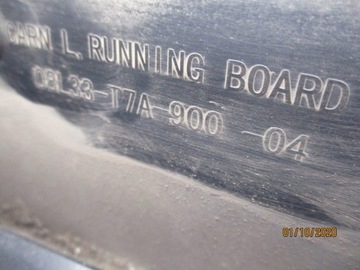 GARN L.RUNNING BOARD
08L33-T7A-900 -04
01/10/2020